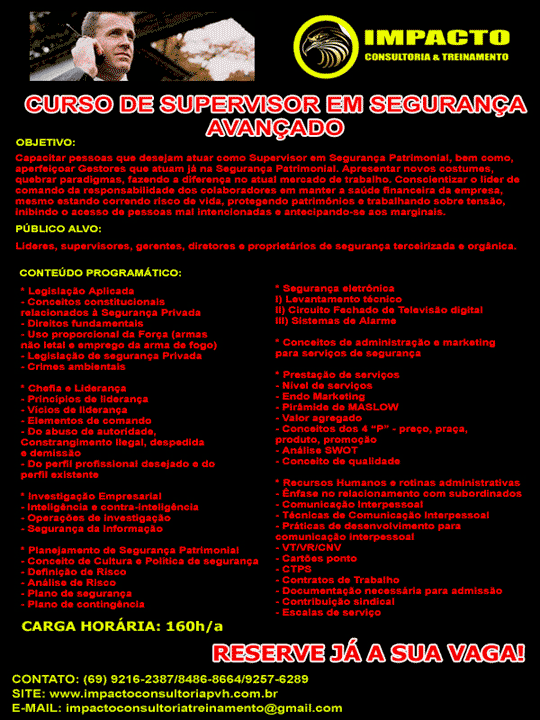 IMPACTO
CONSULTORIA & TREINAMENTO
CURSO DE SUPERVISOR EM SEGURANÇA
AVANÇADO
OBJETIVO:
Capacitar pessoas que desejam atuar como Supervisor em Segurança Patrimonial, bem como,
aperfeiçoar Gestores que atuam já na Segurança Patrimonial. Apresentar novos costumes,
quebrar paradigmas, fazendo a diferença no atual mercado de trabalho. Conscientizar o líder de
comando da responsabilidade dos colaboradores em manter a saúde financeira da empresa,
mesmo estando correndo risco de vida, protegendo patrimônios e trabalhando sobre tensão,
inibindo o acesso de pessoas mal intencionadas e antecipando-se aos marginais.
PÚBLICO ALVO:
Líderes, supervisores, gerentes, diretores e proprietários de segurança terceirizada e orgânica.
CONTEÚDO PROGRAMÁTICO:
* Legislação Aplicada
- Conceitos constitucionais
relacionados à Segurança Privada
- Direitos fundamentais
- Uso proporcional da Força (armas
não letal e emprego da arma de fogo)
- Legislação de segurança Privada
- Crimes ambientais
* Chefia e Liderança
- Princípios de liderança
- Vícios de liderança
- Elementos de comando
- Do abuso de autoridade,
Constrangimento ilegal, despedida
e demissão
- Do perfil profissional desejado e do
perfil existente
* Investigação Empresarial
- Inteligência e contra-inteligência
- Operações de investigação
- Segurança da Informação
* Planejamento de Segurança Patrimonial
- Conceito de Cultura e Política de segurança
- Definição de Risco
- Análise de Risco
- Plano de segurança
- Plano de contingência
* Segurança eletrônica
I) Levantamento técnico
II) Circuito Fechado de Televisão digital
III) Sistemas de Alarme
* Conceitos de administração e marketing
para serviços de segurança
* Prestação de serviços
- Nível de serviços
- Endo Marketing
- Pirâmide de MASLOW
- Valor agregado
- Conceitos dos 4 “P” - preço, praça,
produto, promoção
- Análise SWOT
- Conceito de qualidade
* Recursos Humanos e rotinas administrativas
- Ênfase no relacionamento com subordinados
- Comunicação Interpessoal
- Técnicas de Comunicação Interpessoal
- Práticas de desenvolvimento para
comunicação interpessoal
- VT/VR/CNV
- Cartões ponto
- CTPS
- Contratos de Trabalho
- Documentação necessária para admissão
- Contribuição sindical
- Escalas de serviço
CARGA HORÁRIA: 160h/a
RESERVE JÁ A SUA VAGA!
CONTATO: (69) 9216-2387/8486-8664/9257-6289
SITE: www.impactoconsultoriapvh.com.br
E-MAIL: impactoconsultoriatreinamento@gmail.com